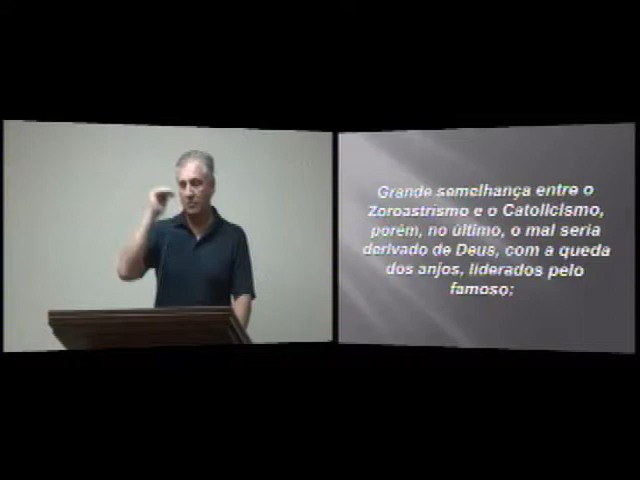 Grande semelhança entre o
Zoroastrismo e o Catolicismo,
porém, no último, o mal seria
derivado de Deus, com a queda
dos anjos, liderados pelo
famoso: